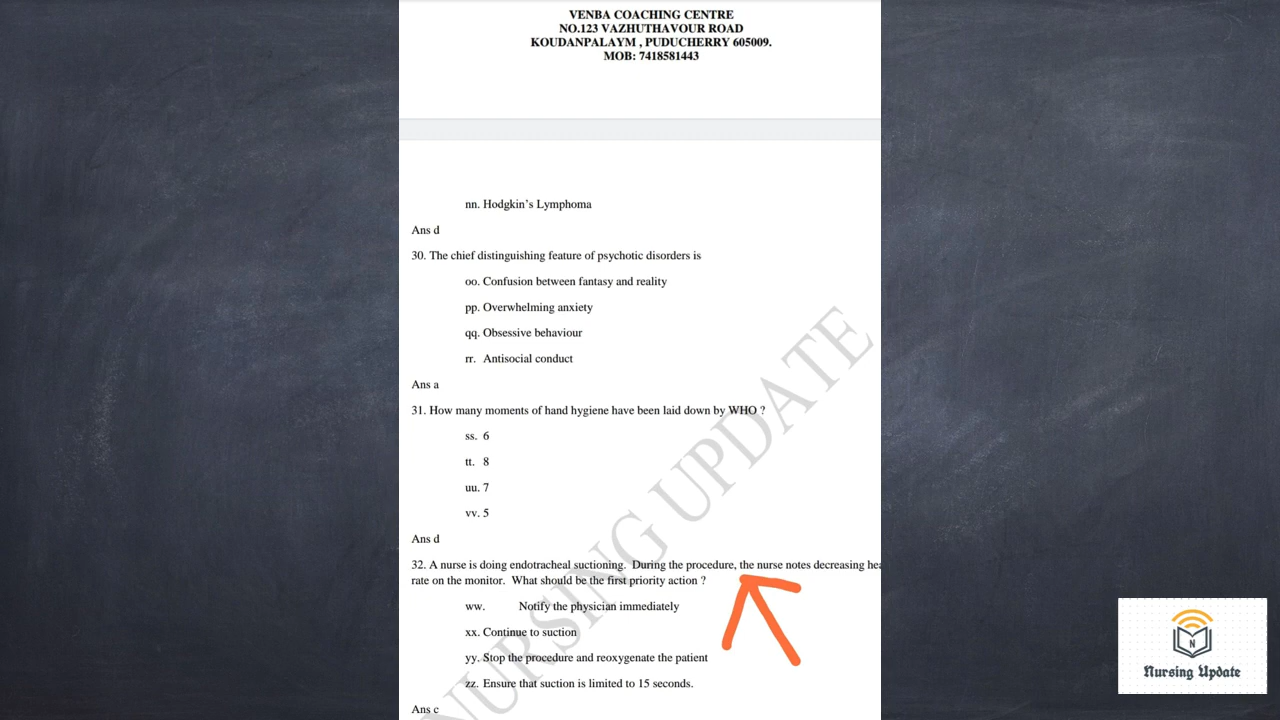 VENBA COACHING CENTRE
NO.123 VAZHUTHAVOUR ROAD
KOUDANPALAYM , PUDUCHERRY 605009.
MOB: 7418581443
nn. Hodgkin's Lymphoma
Ans d
30. The chief distinguishing feature of psychotic disorders is
oo. Confusion between fantasy and reality
pp. Overwhelming anxiety
qq. Obsessive behaviour
rr. Antisocial conduct
Ans a
31. How many moments of hand hygiene have been laid down by WHO ?
ss. 6
tt. 8
uu. 7
vv. 5
Ans d
32. A nurse is doing endotracheal suctioning. During the procedure, the nurse notes decreasing hea
rate on the monitor. What should be the first priority action ?
ww. Notify the physician immediately
xx. Continue to suction
yy. Stop the procedure and reoxygenate the patient
zz. Ensure that suction is limited to 15 seconds.
Ans c
NURSING UPDATE
N
Nursing Update